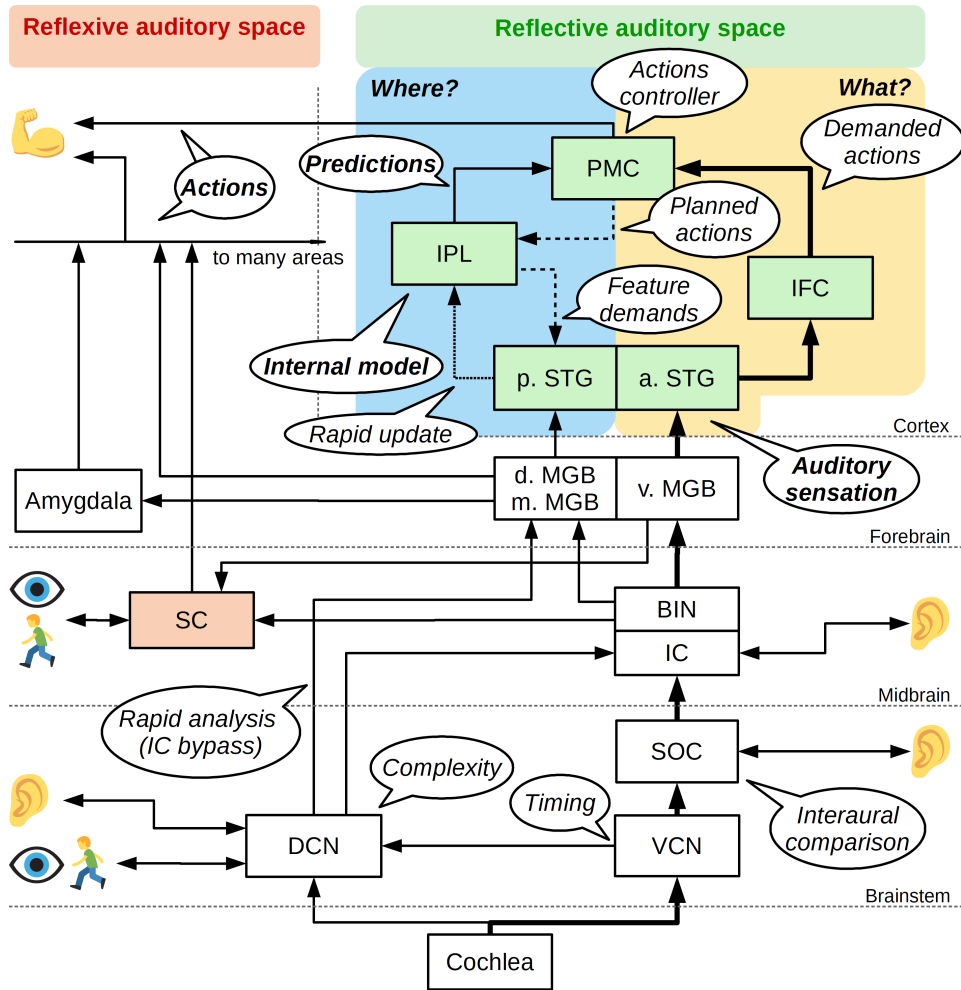 Reflexive auditory space
Reflective auditory space
Where?
Actions
controller
What?
Demanded
actions
Predictions
PMC
Actions
Planned
actions
to many areas
IPL
Feature
demands
IFC
Internal model
p. STG
a. STG
Rapid update
Cortex
Amygdala
d. MGB
m. MGB
v. MGB
Auditory
sensation
Forebrain
SC
BIN
IC
Midbrain
Rapid analysis
(IC bypass)
SOC
Complexity
Timing
Interaural
comparison
DCN
VCN
Brainstem
Cochlea